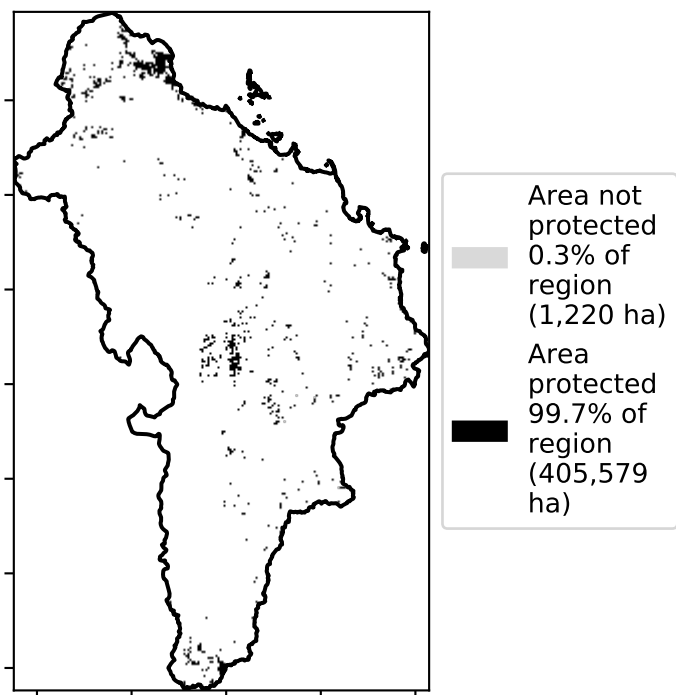 Area not
protected
0.3% of
region
(1,220 ha)
Area
protected
99.7% of
region
(405,579
ha)